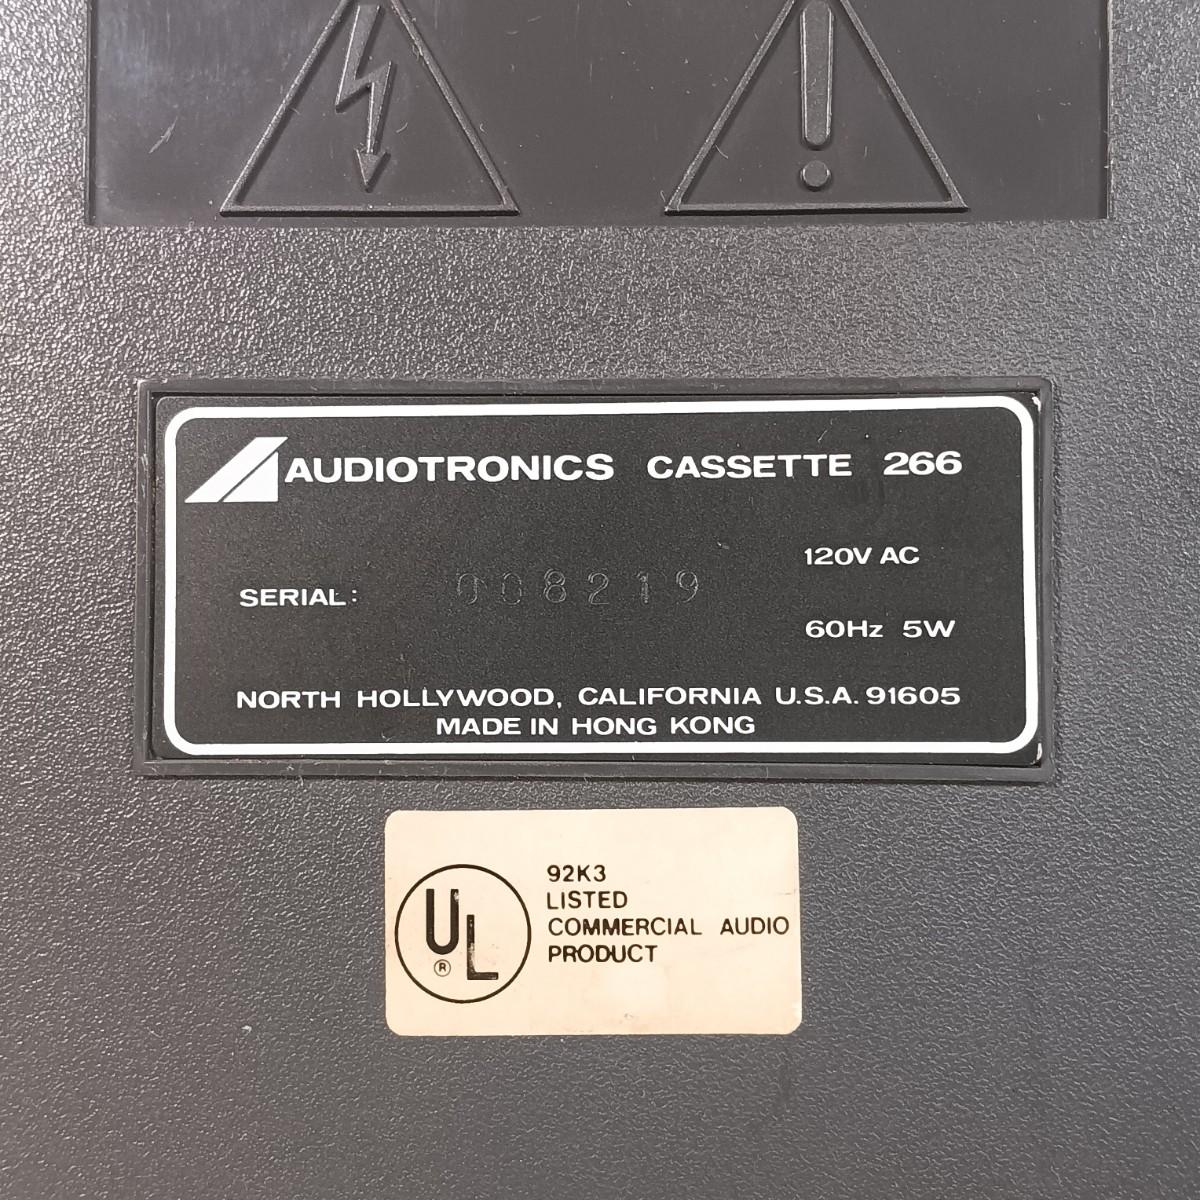 AUDIOTRONICS CASSETTE 266
120V AC
SERIAL: 008219
60Hz 5W
NORTH HOLLYWOOD, CALIFORNIA U.S.A. 91605
MADE IN HONG KONG
UL ®
92K3
LISTED
COMMERCIAL AUDIO
PRODUCT